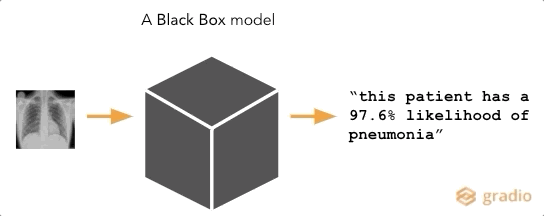 A Black Box model
“this patient has a
97.6% likelihood of
pneumonia”
gradio